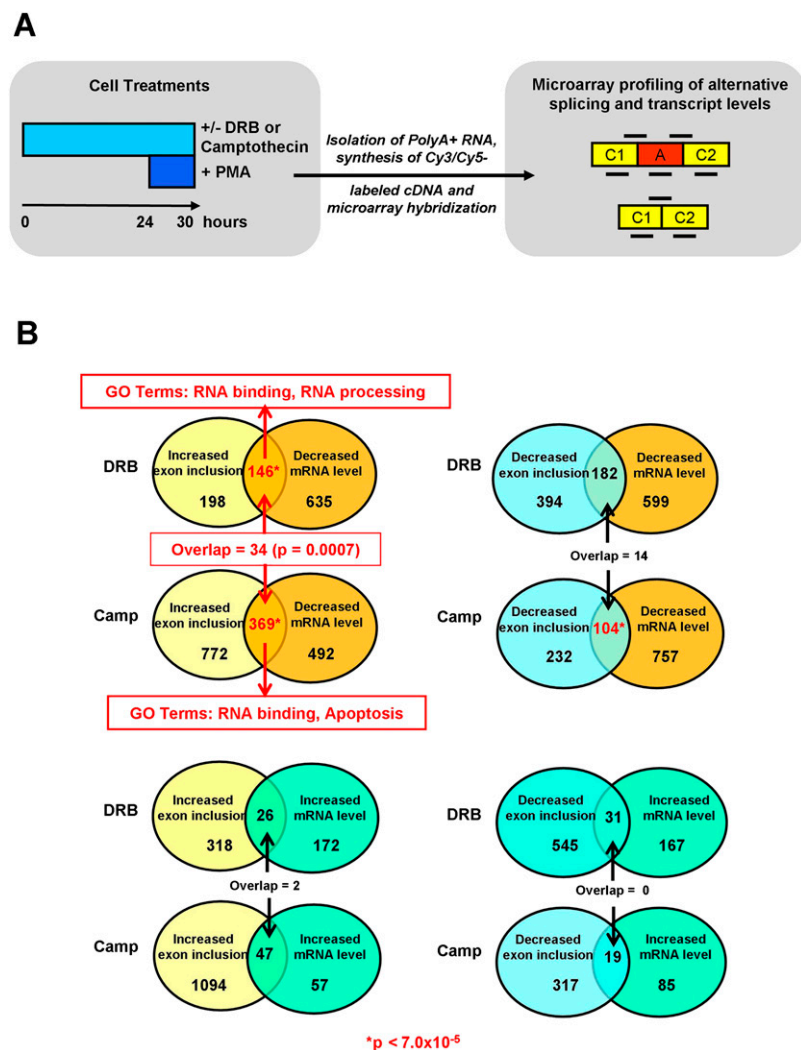 A
Cell Treatments
+/- DRB or
Camptothecin
+ PMA
0
24
30
hours
Isolation of PolyA+ RNA,
synthesis of Cy3/Cy5-
labeled cDNA and
microarray hybridization
Microarray profiling of alternative
splicing and transcript levels
C1 A C2
C1 C2
B
GO Terms: RNA binding, RNA processing
DRB
Increased
exon inclusion
198
146*
Decreased
mRNA level
635
Overlap = 34 (p = 0.0007)
Camp
Increased
exon inclusion
772
369*
Decreased
mRNA level
492
GO Terms: RNA binding, Apoptosis
DRB
Decreased
exon inclusion
394
182
Decreased
mRNA level
599
Overlap = 14
Camp
Decreased
exon inclusion
232
104*
Decreased
mRNA level
757
DRB
Increased
exon inclusion
318
26
Increased
mRNA level
172
Overlap = 2
Camp
Increased
exon inclusion
1094
47
Increased
mRNA level
57
DRB
Decreased
exon inclusion
545
31
Increased
mRNA level
167
Overlap = 0
Camp
Decreased
exon inclusion
317
19
Increased
mRNA level
85
*p < 7.0x10⁻⁵